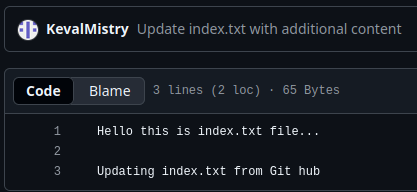 KevalMistry Update index.txt with additional content
Code Blame 3 lines (2 loc) · 65 Bytes
1 Hello this is index.txt file...
2
3 Updating index.txt from Git hub